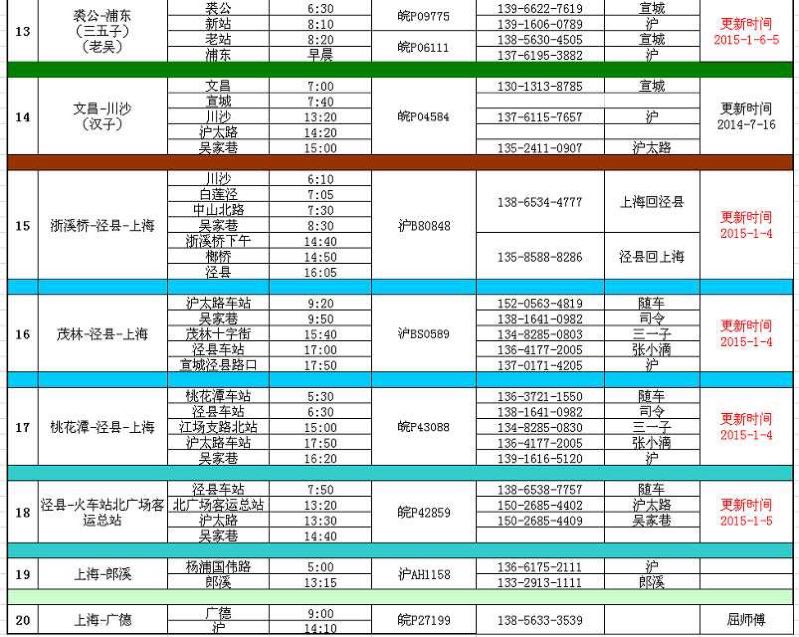 13 裘公-浦东 (三五子) (老吴) 裘公 6:30 皖P09775 139-6622-7619 宣城 更新时间 2015-1-6-5
新站 8:10 139-1606-0789 沪
老站 8:20 皖P06111 138-5630-4505 宣城
浦东 早晨 137-6195-3882 沪
14 文昌-川沙 (汉子) 文昌 7:00 皖P04584 130-1313-8785 宣城 更新时间 2014-7-16
宣城 7:40
川沙 13:20 137-6115-7657 沪
沪太路 14:20
吴家巷 15:00 135-2411-0907 沪太路
15 浙溪桥-泾县-上海 川沙 6:10 沪B80848 138-6534-4777 上海回泾县 更新时间 2015-1-4
白莲泾 7:05
中山北路 7:30
吴家巷 8:30
浙溪桥下午 14:40 135-8588-8286 泾县回上海
榔桥 14:50
泾县 16:05
16 茂林-泾县-上海 沪太路车站 9:20 沪BS0589 152-0563-4819 随车 更新时间 2015-1-4
吴家巷 9:50 138-1641-0982 司令
茂林十字街 15:40 134-8285-0803 三一子
泾县车站 17:00 136-4177-2005 张小滴
宣城泾县路口 17:50 137-0171-4205 沪
17 桃花潭-泾县-上海 桃花潭车站 5:30 皖P43088 136-3721-1550 随车 更新时间 2015-1-4
泾县车站 6:30 138-1641-0982 司令
江场支路北站 15:00 134-8285-0830 三一子
沪太路车站 17:50 136-4177-2005 张小滴
吴家巷 16:20 139-1616-5120 沪
18 泾县-火车站北广场客运总站 泾县车站 7:50 皖P42859 138-6538-7757 随车 更新时间 2015-1-5
北广场客运总站 13:20 150-2685-4402 沪太路
沪太路 13:30 150-2685-4409 吴家巷
吴家巷 14:40
19 上海-郎溪 杨浦国伟路 5:00 沪AH1158 136-6175-2111 沪
郎溪 13:15 133-2913-1111 郎溪
20 上海-广德 广德 9:00 皖P27199 138-5633-3539 屈师傅
沪 14:10